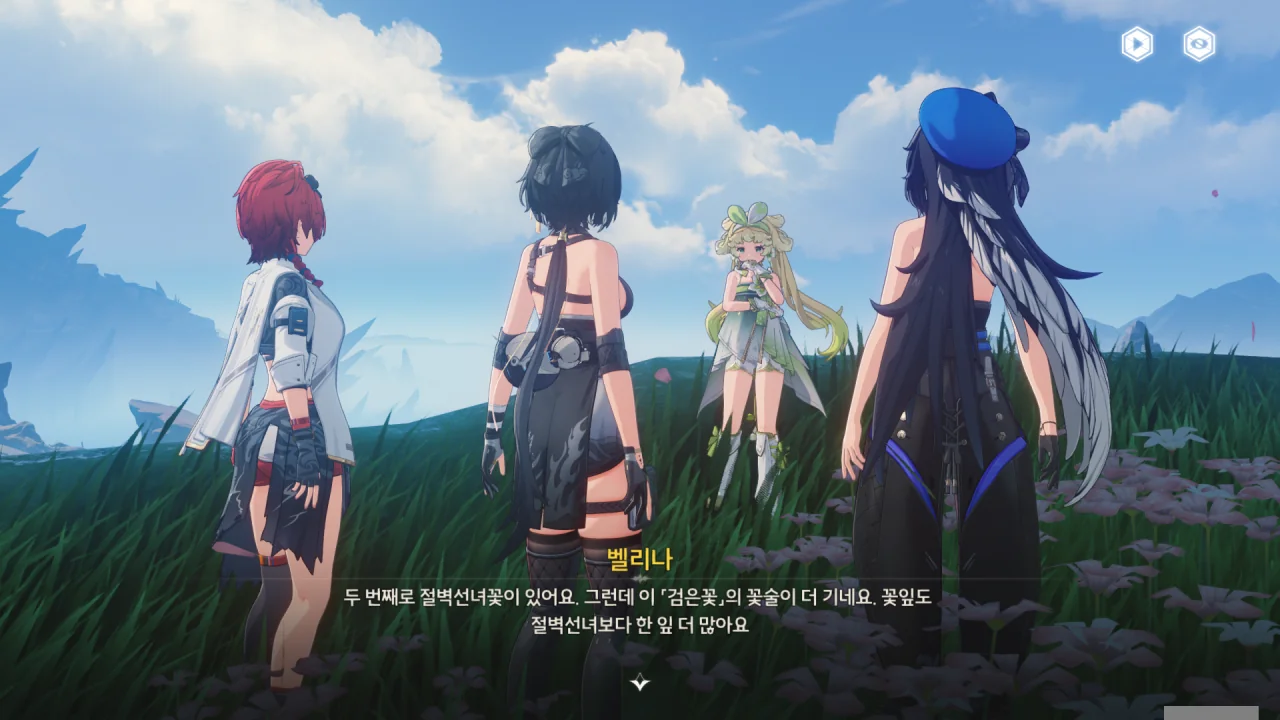 벨리나
두 번째로 절벽선녀꽃이 있어요. 그런데 이 「검은꽃」의 꽃술이 더 기네요. 꽃잎도
절벽선녀보다 한 잎 더 많아요